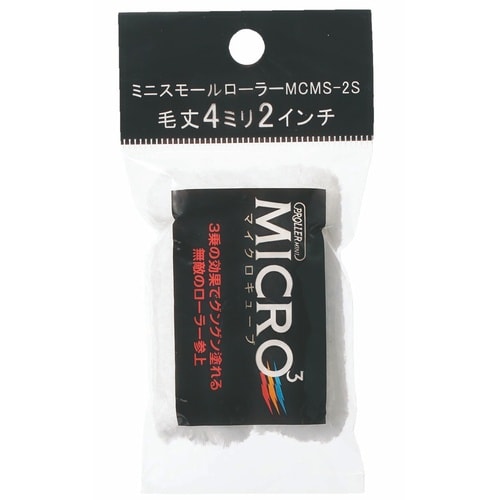 ミニスモールローラーMCMS-2S
毛丈4ミリ2インチ
PROLLER MINI
MICRO3
マイクロキューブ
3乗の効果でグングン塗れる
無敵のローラー参上